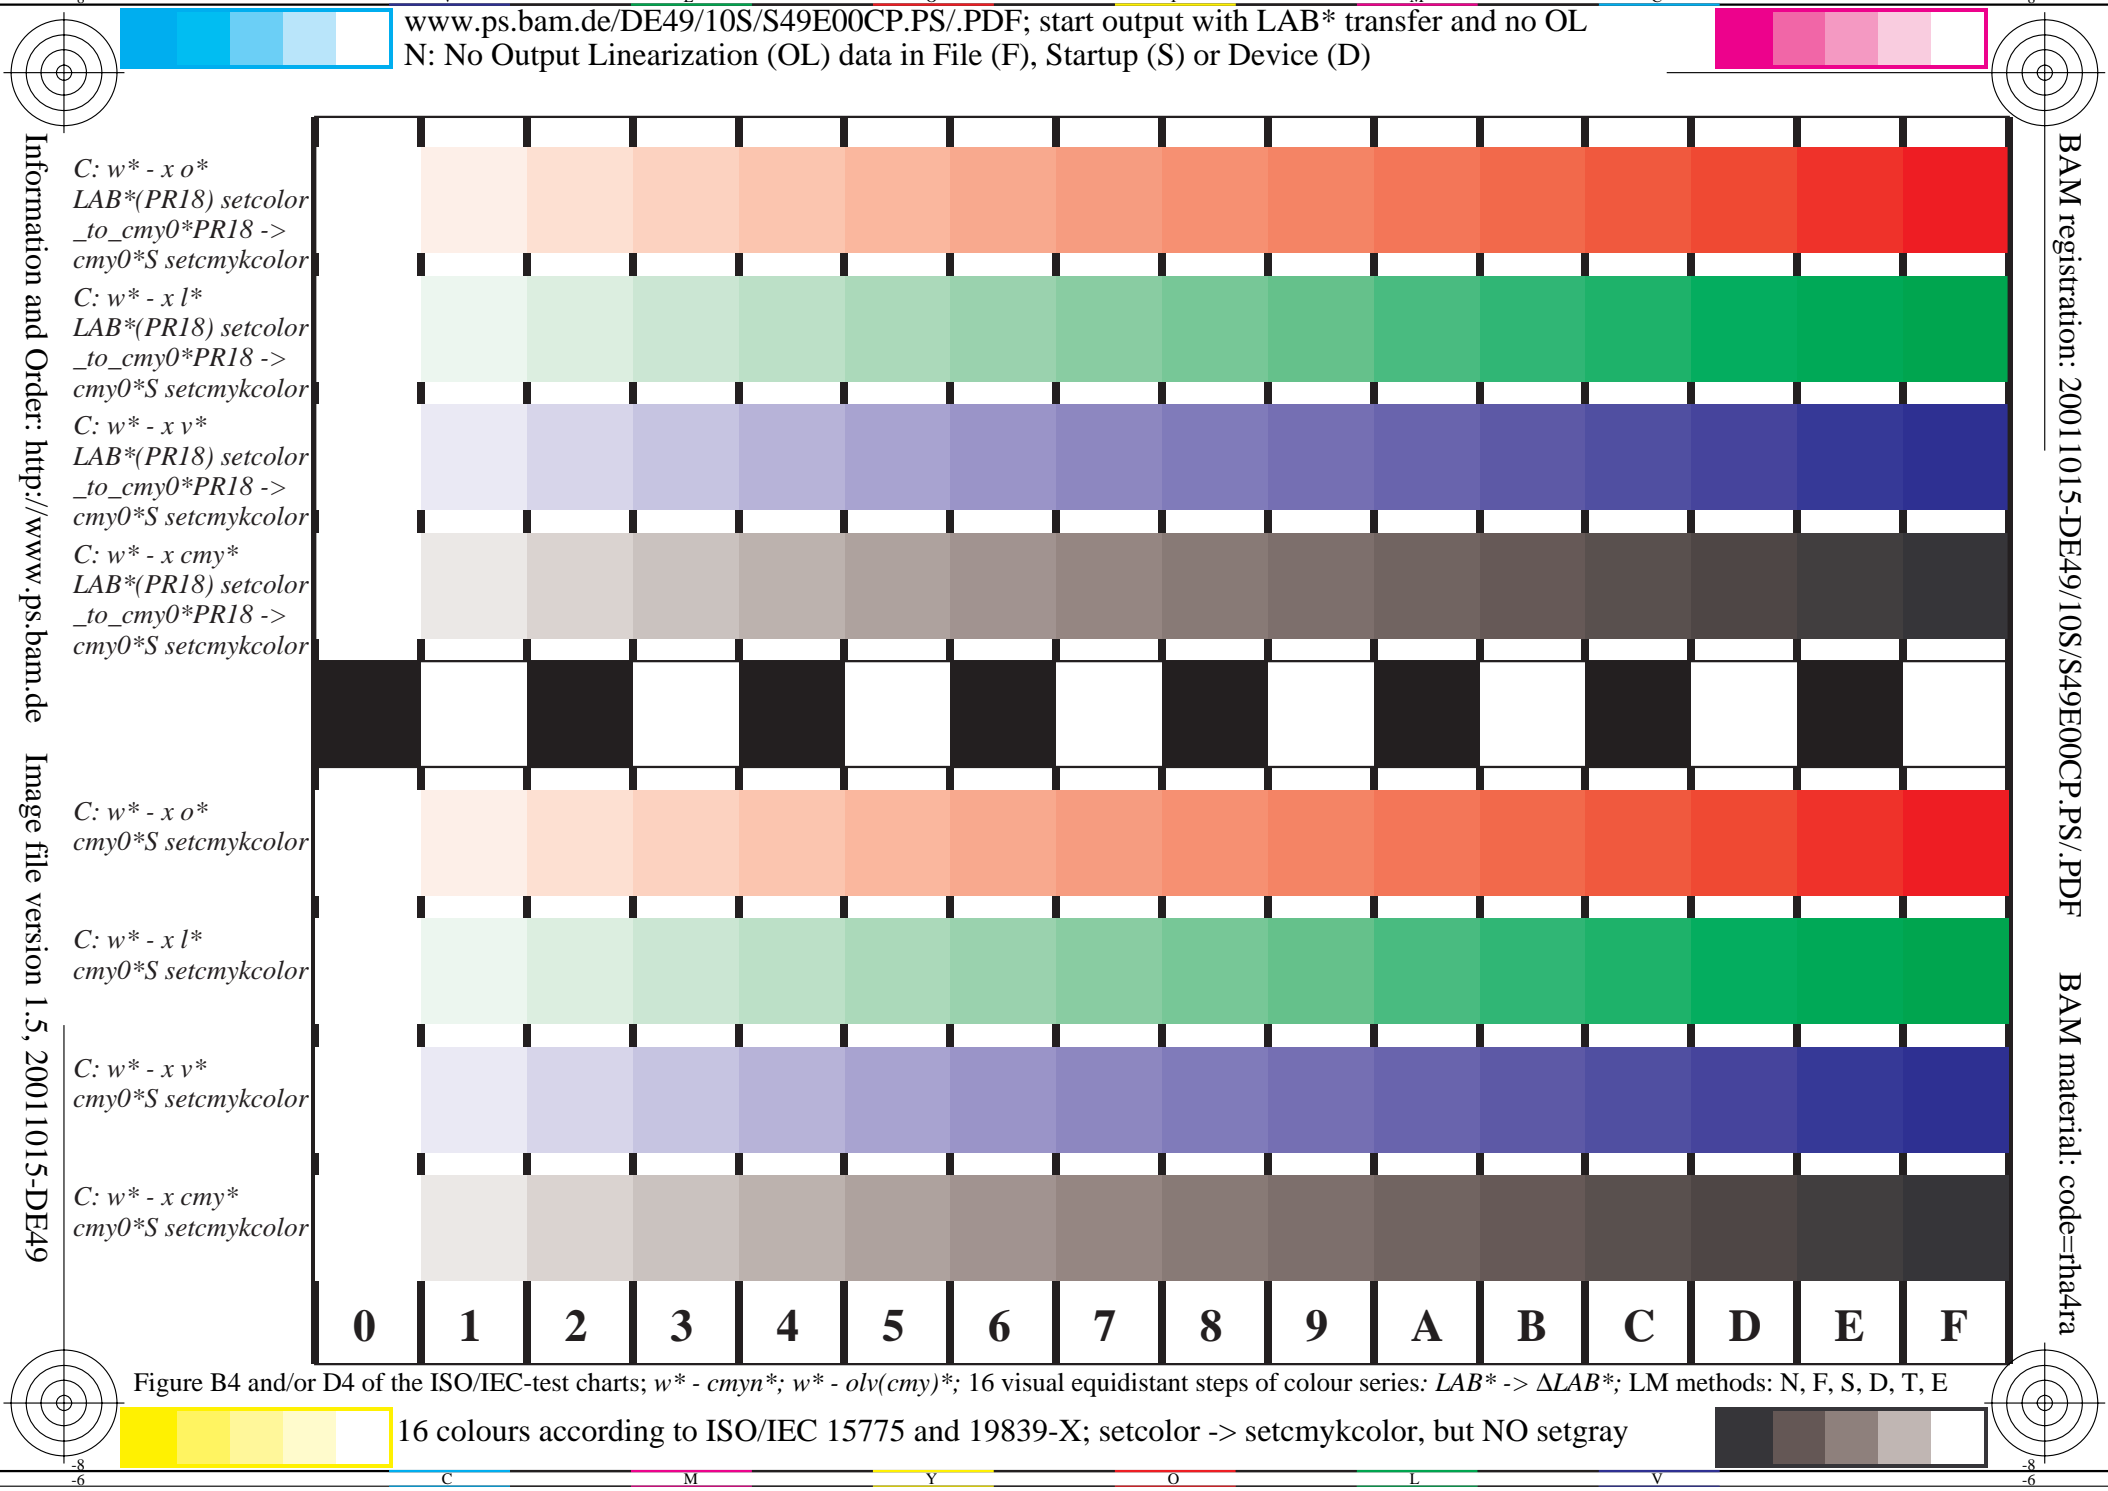 www.ps.bam.de/DE49/10S/S49E00CP.PS/.PDF; start output with LAB* transfer and no OL
N: No Output Linearization (OL) data in File (F), Startup (S) or Device (D)
Information and Order: http://www.ps.bam.de Image file version 1.5, 20011015-DE49
BAM registration: 20011015-DE49/10S/S49E00CP.PS/.PDF BAM material: code=rha4ra
C: w* - x o*
LAB*(PR18) setcolor
_to_cmy0*PR18 ->
cmy0*S setcmykcolor
C: w* - x l*
LAB*(PR18) setcolor
_to_cmy0*PR18 ->
cmy0*S setcmykcolor
C: w* - x v*
LAB*(PR18) setcolor
_to_cmy0*PR18 ->
cmy0*S setcmykcolor
C: w* - x cmy*
LAB*(PR18) setcolor
_to_cmy0*PR18 ->
cmy0*S setcmykcolor
C: w* - x o*
cmy0*S setcmykcolor
C: w* - x l*
cmy0*S setcmykcolor
C: w* - x v*
cmy0*S setcmykcolor
C: w* - x cmy*
cmy0*S setcmykcolor
0 1 2 3 4 5 6 7 8 9 A B C D E F
Figure B4 and/or D4 of the ISO/IEC-test charts; w* - cmyn*; w* - olv(cmy)*; 16 visual equidistant steps of colour series: LAB* -> ΔLAB*; LM methods: N, F, S, D, T, E
16 colours according to ISO/IEC 15775 and 19839-X; setcolor -> setcmykcolor, but NO setgray
-8 -8
-6 C M Y O L V -6